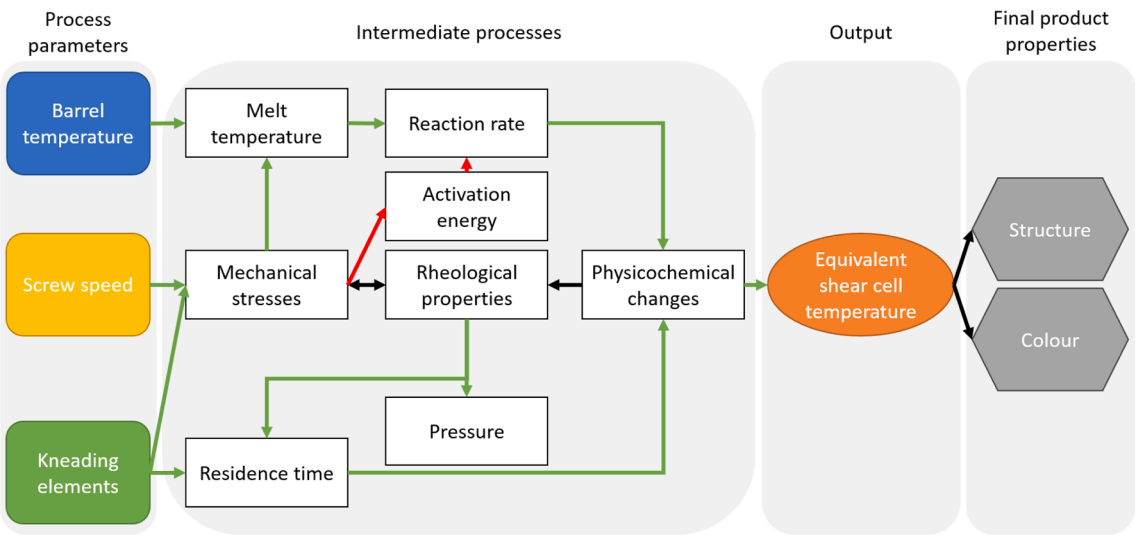 Process
parameters
Intermediate processes
Output
Final product
properties
Barrel
temperature
Melt
temperature
Reaction rate
Activation
energy
Structure
Screw speed
Mechanical
stresses
Rheological
properties
Physicochemical
changes
Equivalent
shear cell
temperature
Colour
Pressure
Kneading
elements
Residence time